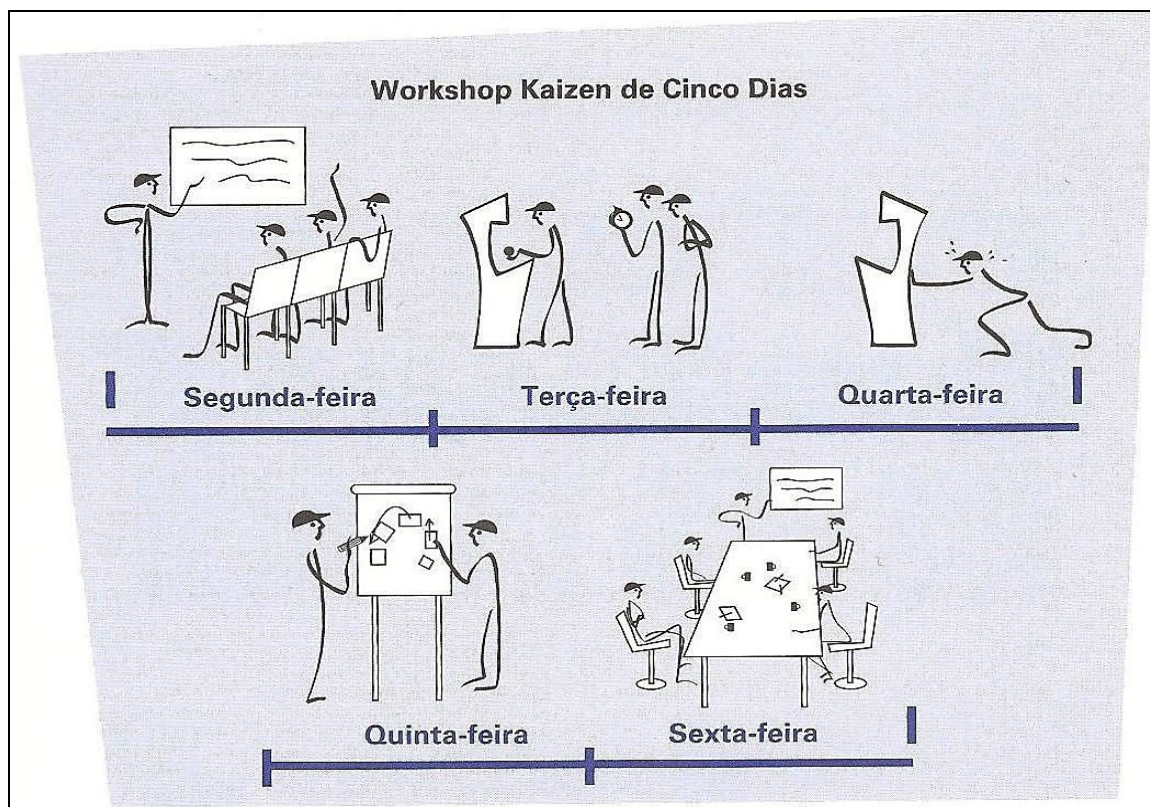 Workshop Kaizen de Cinco Dias
Segunda-feira
Terça-feira
Quarta-feira
Quinta-feira
Sexta-feira